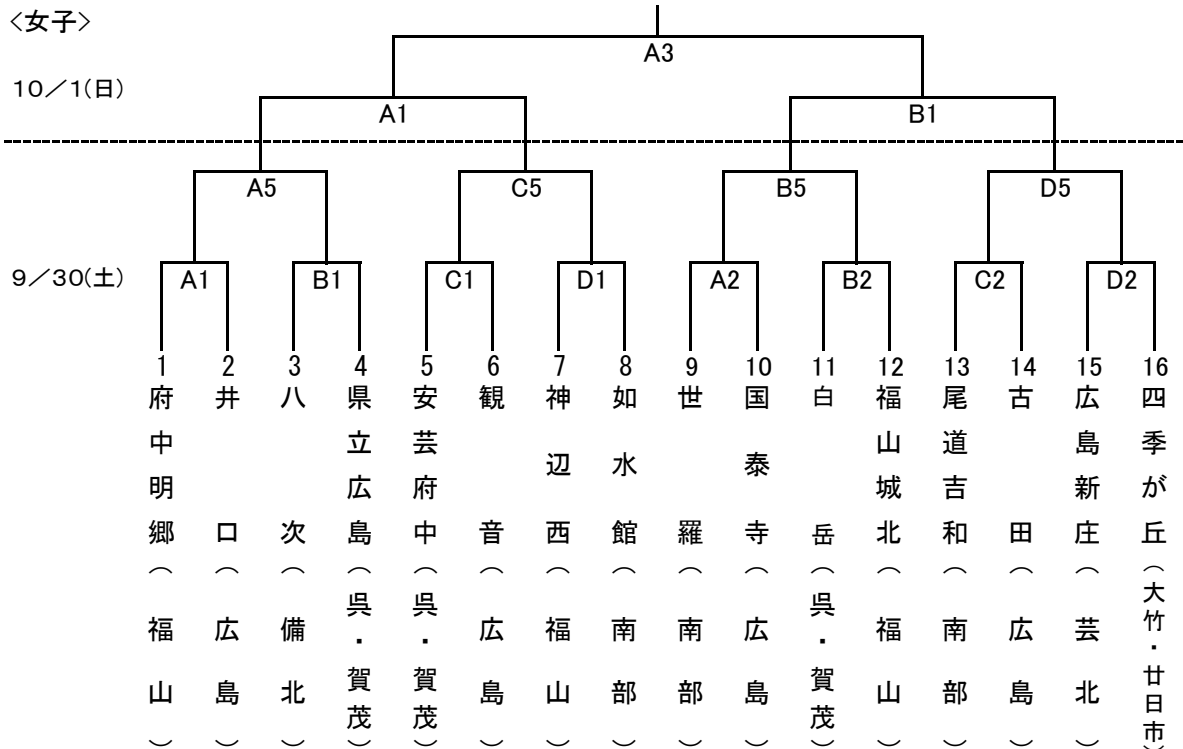 <女子>
A3
10/1(日)
A1
B1
A5
C5
B5
D5
9/30(土)
A1
B1
C1
D1
A2
B2
C2
D2
1
2
3
4
5
6
7
8
9
10
11
12
13
14
15
16
府中明郷(福山)
井口(広島)
八次(備北)
県立広島(呉・賀茂)
安芸府中(呉・賀茂)
観音(広島)
神辺西(福山)
如水館(南部)
世羅(南部)
国泰寺(広島)
白岳(呉・賀茂)
福山城北(福山)
尾道吉和(南部)
古田(広島)
広島新庄(芸北)
四季が丘(大竹・廿日市)